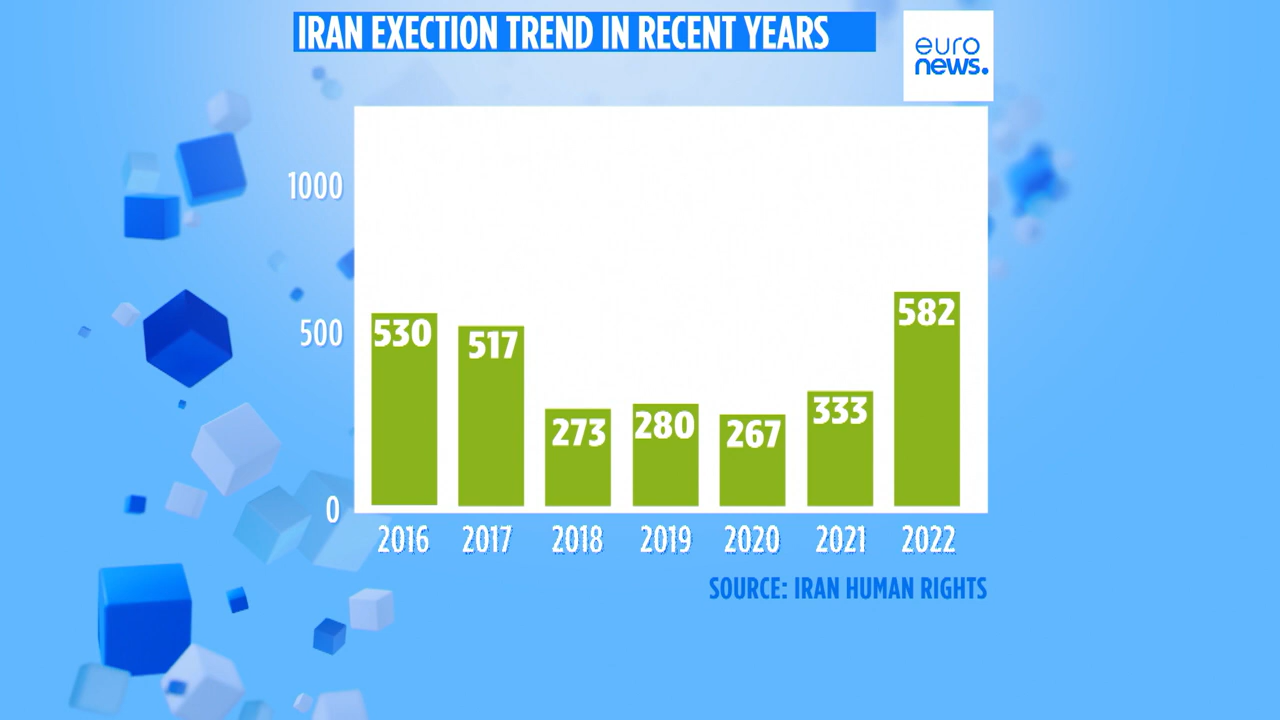 IRAN EXECTION TREND IN RECENT YEARS
euro
news.
1000
500
0
530
517
273
280
267
333
582
2016 2017 2018 2019 2020 2021 2022
SOURCE: IRAN HUMAN RIGHTS